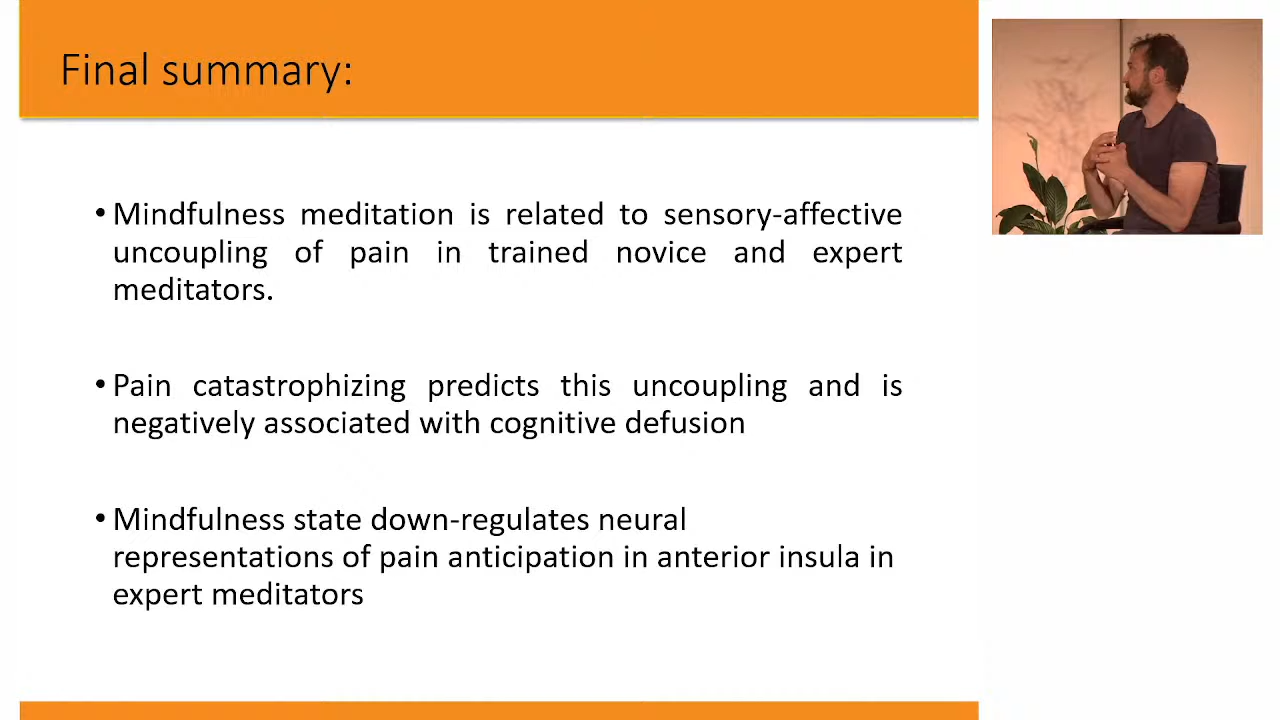 Final summary:
• Mindfulness meditation is related to sensory-affective
uncoupling of pain in trained novice and expert
meditators.
• Pain catastrophizing predicts this uncoupling and is
negatively associated with cognitive defusion
• Mindfulness state down-regulates neural
representations of pain anticipation in anterior insula in
expert meditators